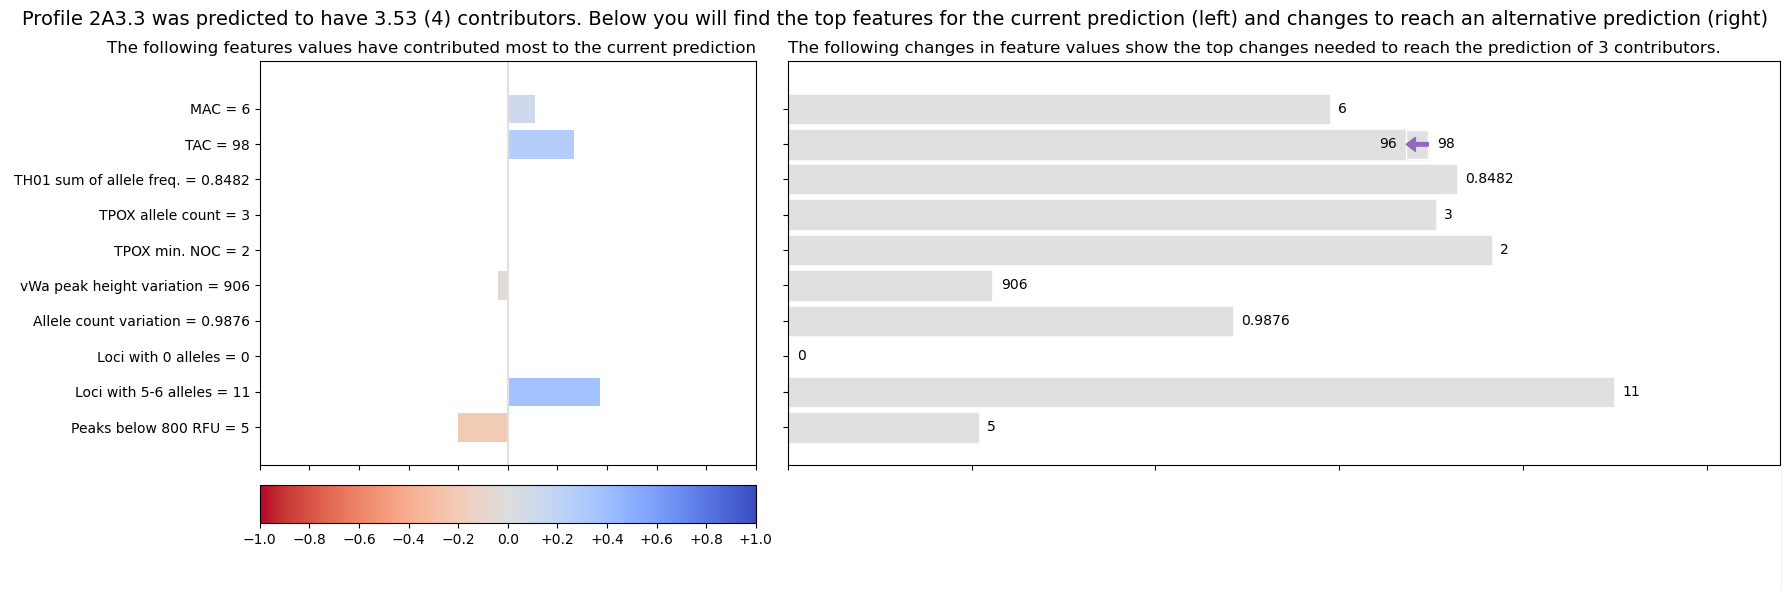 Profile 2A3.3 was predicted to have 3.53 (4) contributors. Below you will find the top features for the current prediction (left) and changes to reach an alternative prediction (right)
The following features values have contributed most to the current prediction
The following changes in feature values show the top changes needed to reach the prediction of 3 contributors.
MAC = 6
6
TAC = 98
96
98
TH01 sum of allele freq. = 0.8482
0.8482
TPOX allele count = 3
3
TPOX min. NOC = 2
2
vWa peak height variation = 906
906
Allele count variation = 0.9876
0.9876
Loci with 0 alleles = 0
0
Loci with 5-6 alleles = 11
11
Peaks below 800 RFU = 5
5
−1.0 −0.8 −0.6 −0.4 −0.2 0.0 +0.2 +0.4 +0.6 +0.8 +1.0